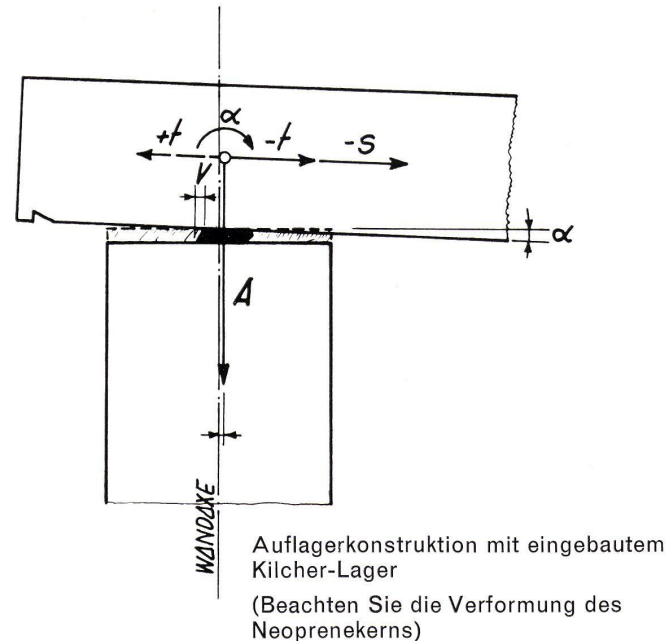 α
+t
-t
-s
V
α
A
WANDAXE
Auflagerkonstruktion mit eingebautem
Kilcher-Lager
(Beachten Sie die Verformung des
Neoprenekerns)